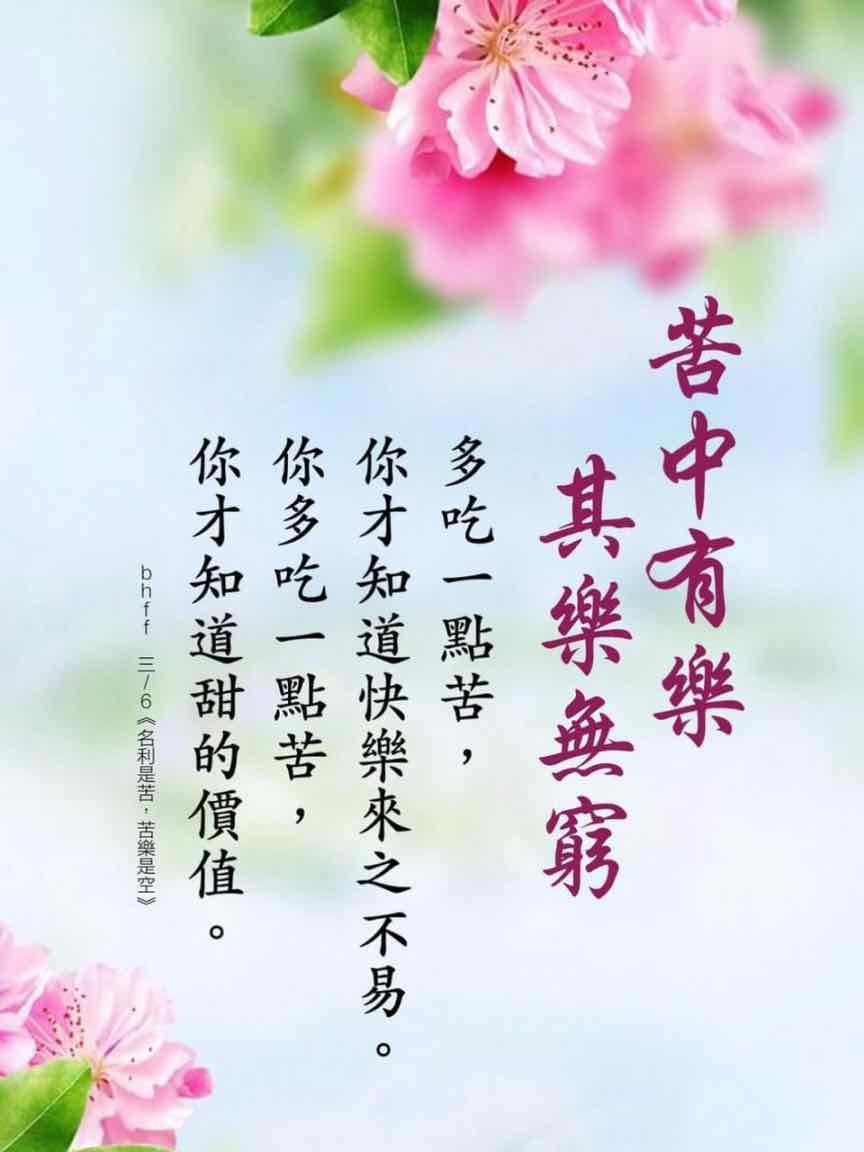 苦中有樂
其樂無窮
多吃一點苦，
你才知道快樂來之不易。
你多吃一點苦，
你才知道甜的價值。
bhff 三/6《名利是苦，苦樂是空》